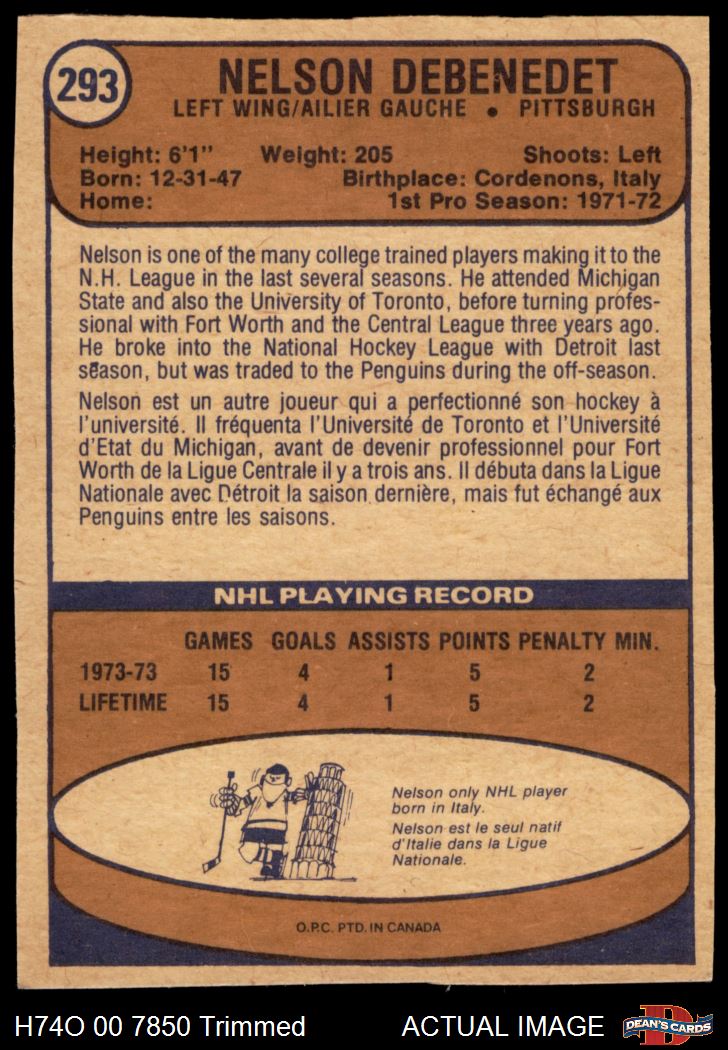 293
NELSON DEBENEDET
LEFT WING/AILIER GAUCHE • PITTSBURGH
Height: 6'1" Weight: 205 Shoots: Left
Born: 12-31-47 Birthplace: Cordenons, Italy
Home: 1st Pro Season: 1971-72
Nelson is one of the many college trained players making it to the
N.H. League in the last several seasons. He attended Michigan
State and also the University of Toronto, before turning profes-
sional with Fort Worth and the Central League three years ago.
He broke into the National Hockey League with Detroit last
season, but was traded to the Penguins during the off-season.
Nelson est un autre joueur qui a perfectionné son hockey à
l'université. Il fréquenta l'Université de Toronto et l'Université
d'Etat du Michigan, avant de devenir professionnel pour Fort
Worth de la Ligue Centrale il y a trois ans. Il débuta dans la Ligue
Nationale avec Détroit la saison dernière, mais fut échangé aux
Penguins entre les saisons.
NHL PLAYING RECORD
GAMES GOALS ASSISTS POINTS PENALTY MIN.
1973-73 15 4 1 5 2
LIFETIME 15 4 1 5 2
Nelson only NHL player
born in Italy.
Nelson est le seul natif
d'Italie dans la Ligue
Nationale.
O.P.C. PTD. IN CANADA
H74O 00 7850 Trimmed ACTUAL IMAGE
D
DEAN'S CARDS